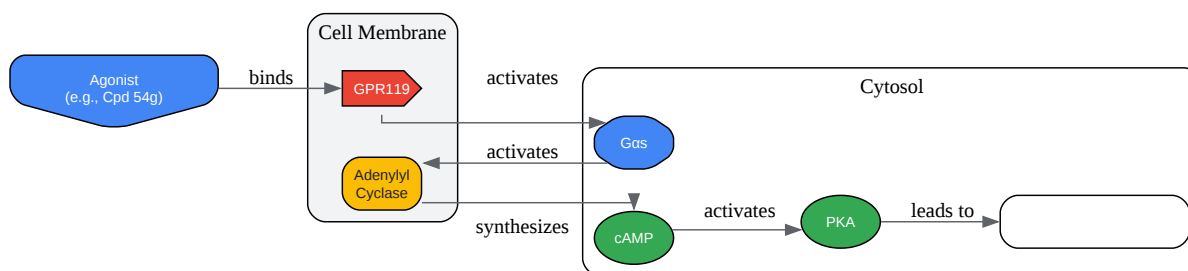 Cell Membrane
Agonist
(e.g., Cpd 54g)
binds
GPR119
activates
Cytosol
Gαs
activates
Adenylyl
Cyclase
synthesizes
cAMP
activates
PKA
leads to